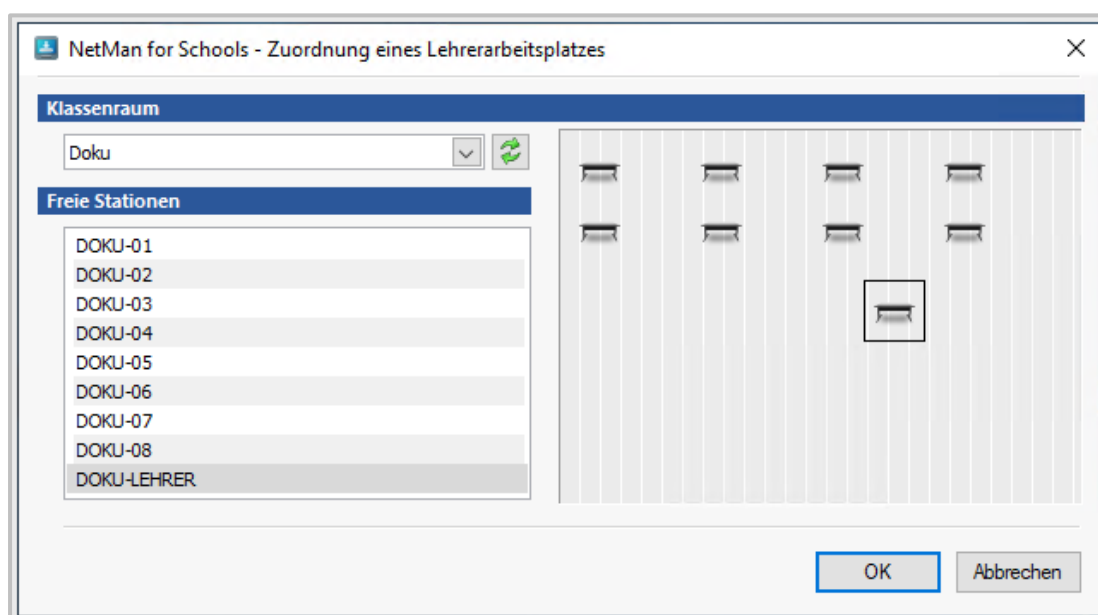 NetMan for Schools - Zuordnung eines Lehrerarbeitsplatzes
Klassenraum
Doku
Freie Stationen
DOKU-01
DOKU-02
DOKU-03
DOKU-04
DOKU-05
DOKU-06
DOKU-07
DOKU-08
DOKU-LEHRER
OK
Abbrechen